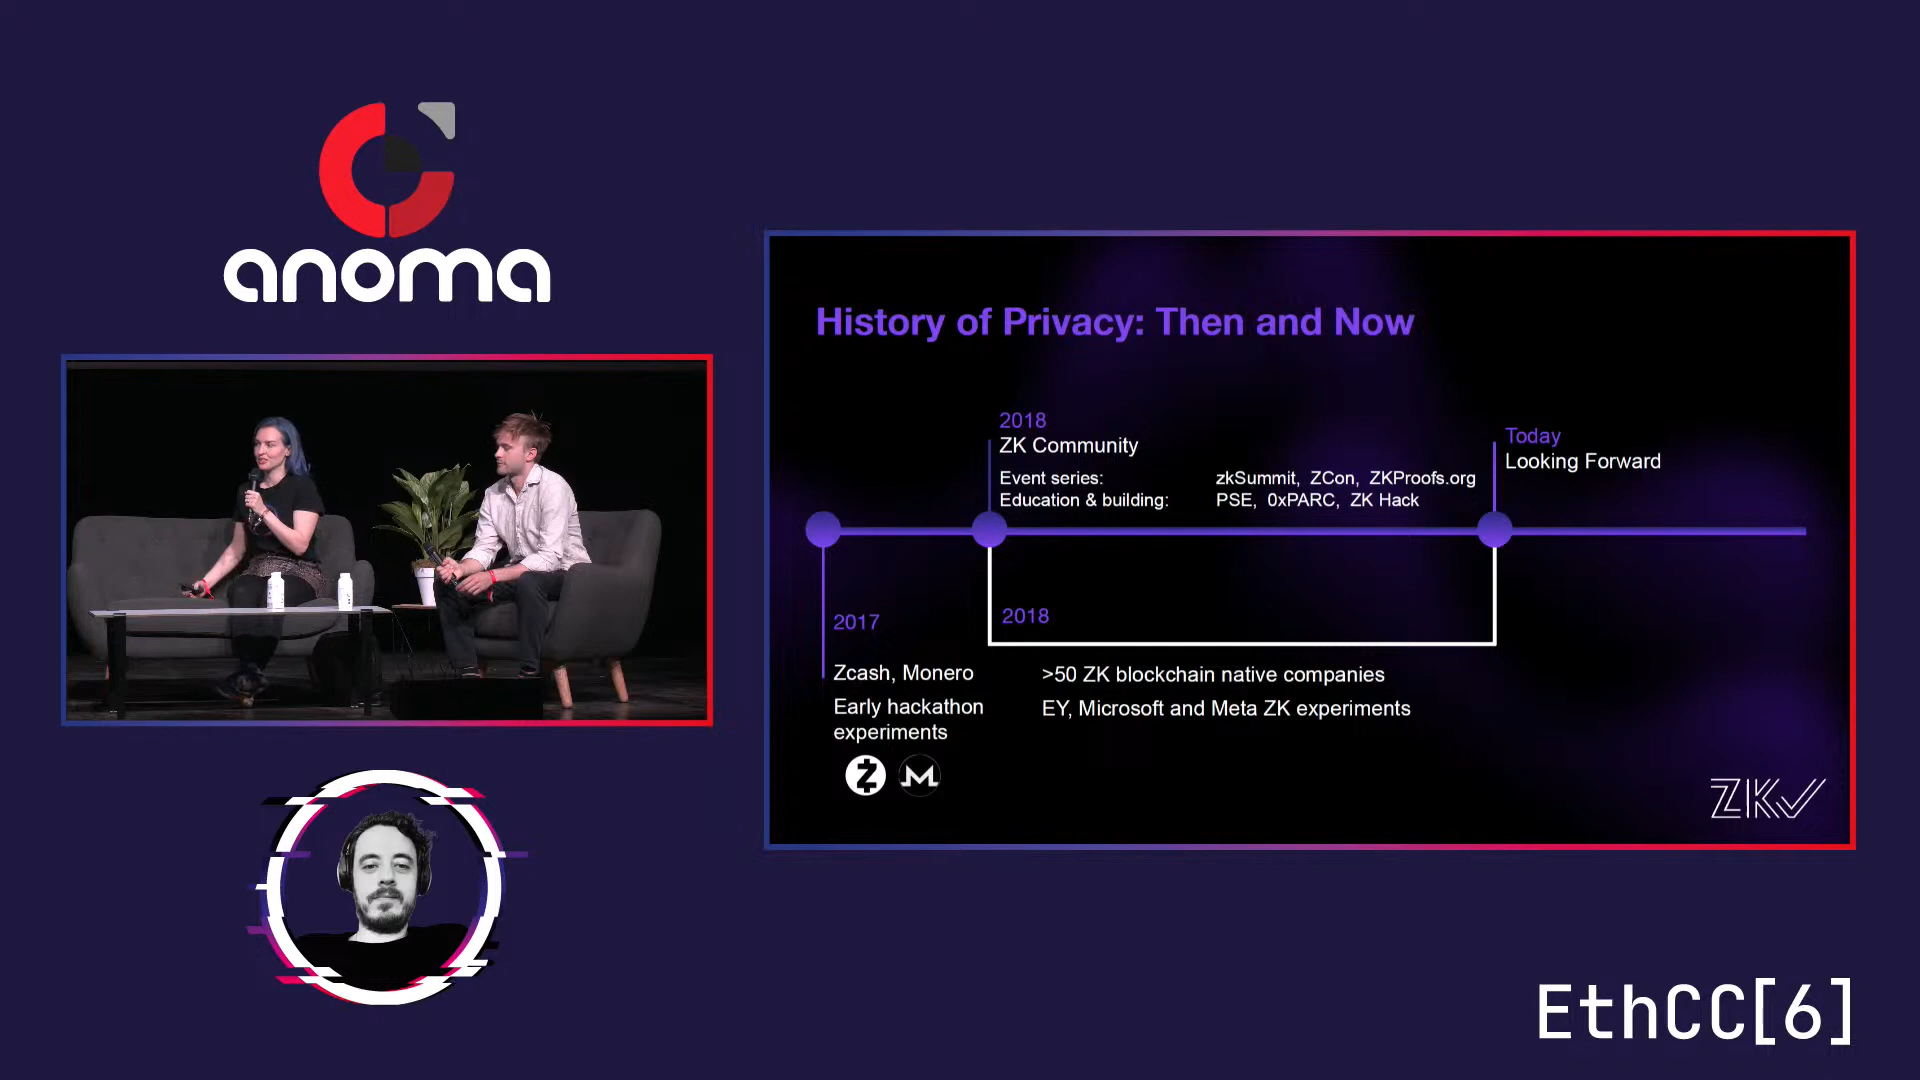 anoma
History of Privacy: Then and Now
2018
ZK Community
Event series: zkSummit, ZCon, ZKProofs.org
Education & building: PSE, 0xPARC, ZK Hack
Today
Looking Forward
2017
Zcash, Monero
Early hackathon
experiments
2018
>50 ZK blockchain native companies
EY, Microsoft and Meta ZK experiments
ZKV
EthCC[6]